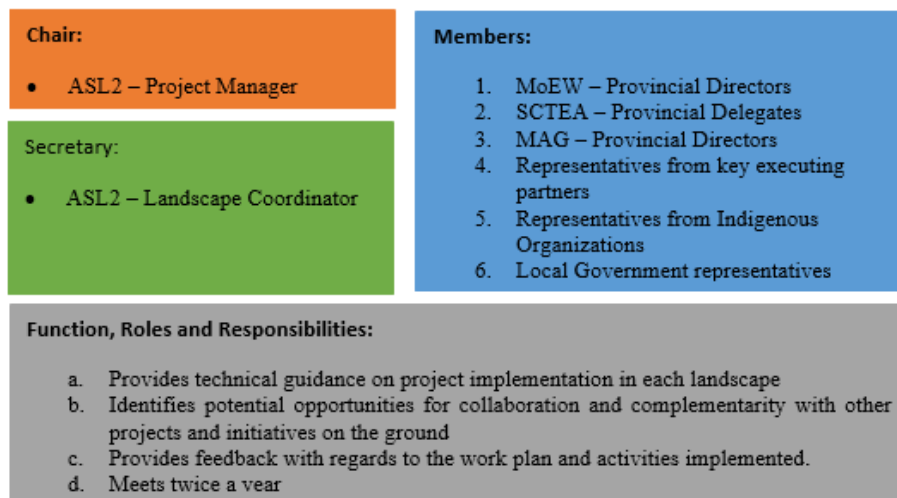 Chair:
• ASL2 – Project Manager
Secretary:
• ASL2 – Landscape Coordinator
Members:
1. MoEW – Provincial Directors
2. SCTEA – Provincial Delegates
3. MAG – Provincial Directors
4. Representatives from key executing
partners
5. Representatives from Indigenous
Organizations
6. Local Government representatives
Function, Roles and Responsibilities:
a. Provides technical guidance on project implementation in each landscape
b. Identifies potential opportunities for collaboration and complementarity with other
projects and initiatives on the ground
c. Provides feedback with regards to the work plan and activities implemented.
d. Meets twice a year